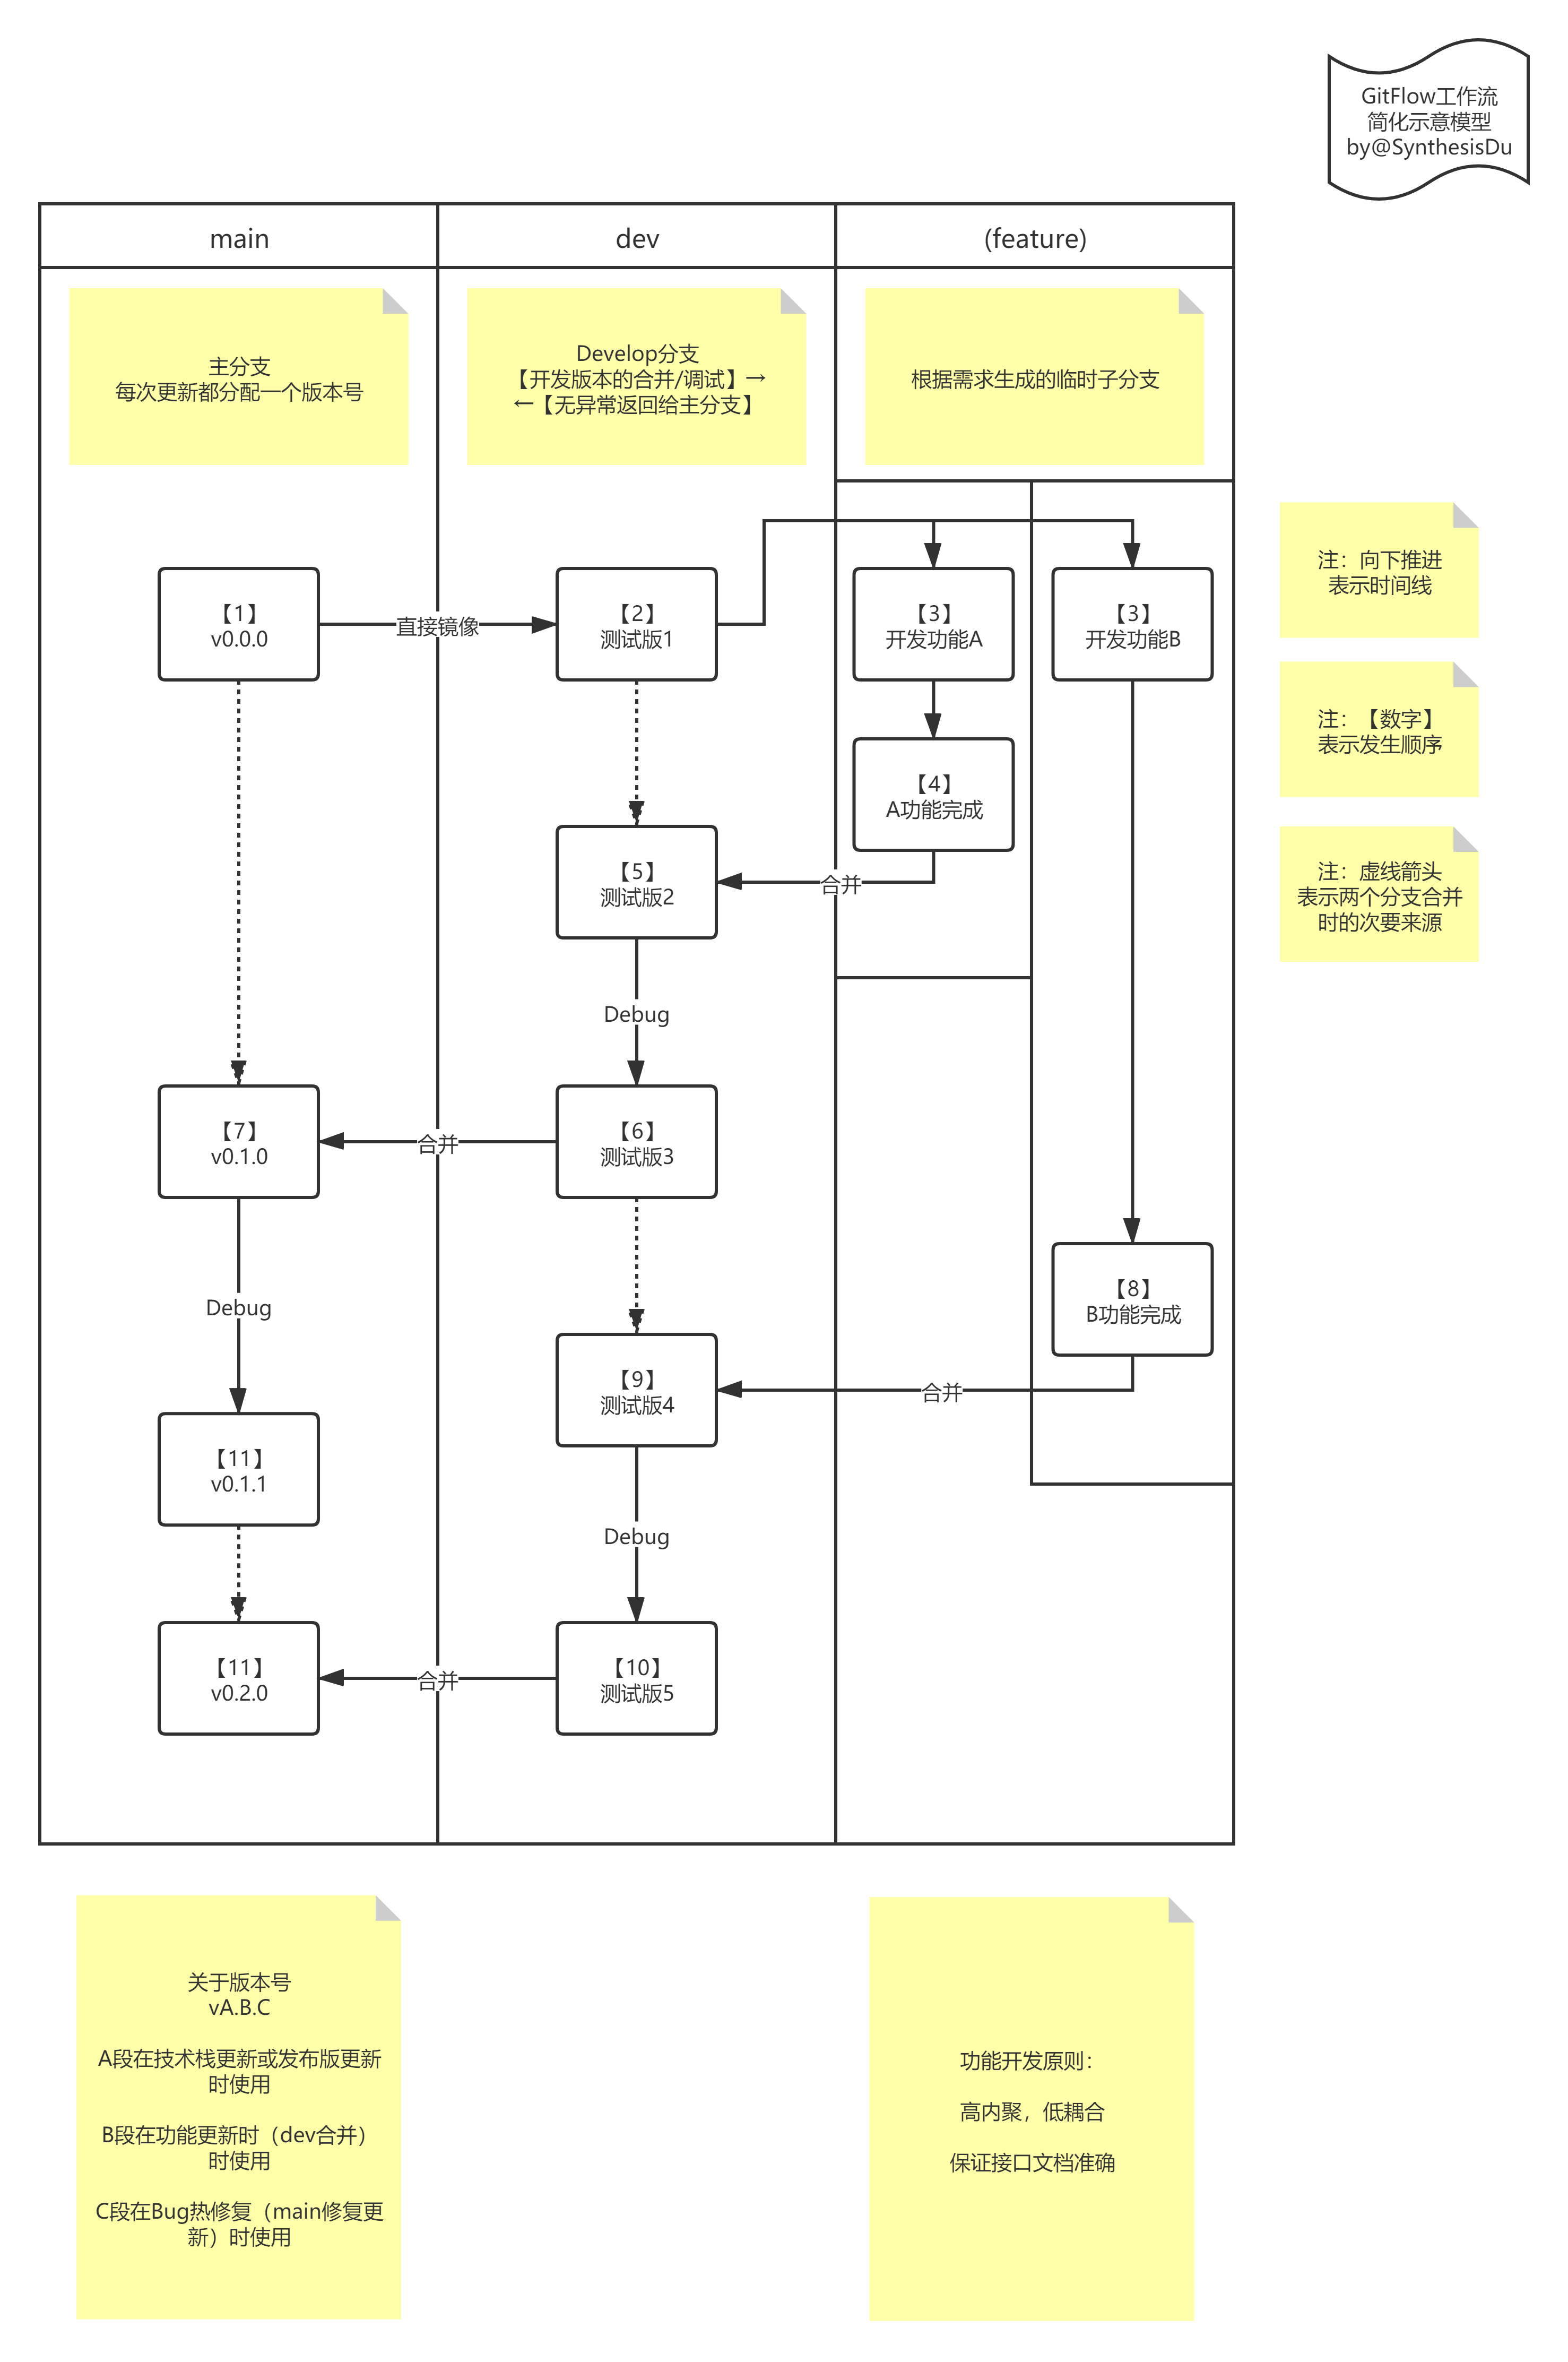 GitFlow工作流
简化示意模型
by@SynthesisDu
main
dev
(feature)
主分支
每次更新都分配一个版本号
Develop分支
【开发版本的合并/调试】→
←【无异常返回给主分支】
根据需求生成的临时子分支
注：向下推进
表示时间线
【1】
v0.0.0
直接镜像
【2】
测试版1
【3】
开发功能A
【3】
开发功能B
注：【数字】
表示发生顺序
【4】
A功能完成
注：虚线箭头
表示两个分支合并
时的次要来源
【5】
测试版2
合并
Debug
【7】
v0.1.0
合并
【6】
测试版3
【8】
B功能完成
Debug
【9】
测试版4
合并
【11】
v0.1.1
Debug
【11】
v0.2.0
合并
【10】
测试版5
关于版本号
vA.B.C
A段在技术栈更新或发布版更新
时使用
B段在功能更新时（dev合并）
时使用
C段在Bug热修复（main修复更
新）时使用
功能开发原则：
高内聚，低耦合
保证接口文档准确